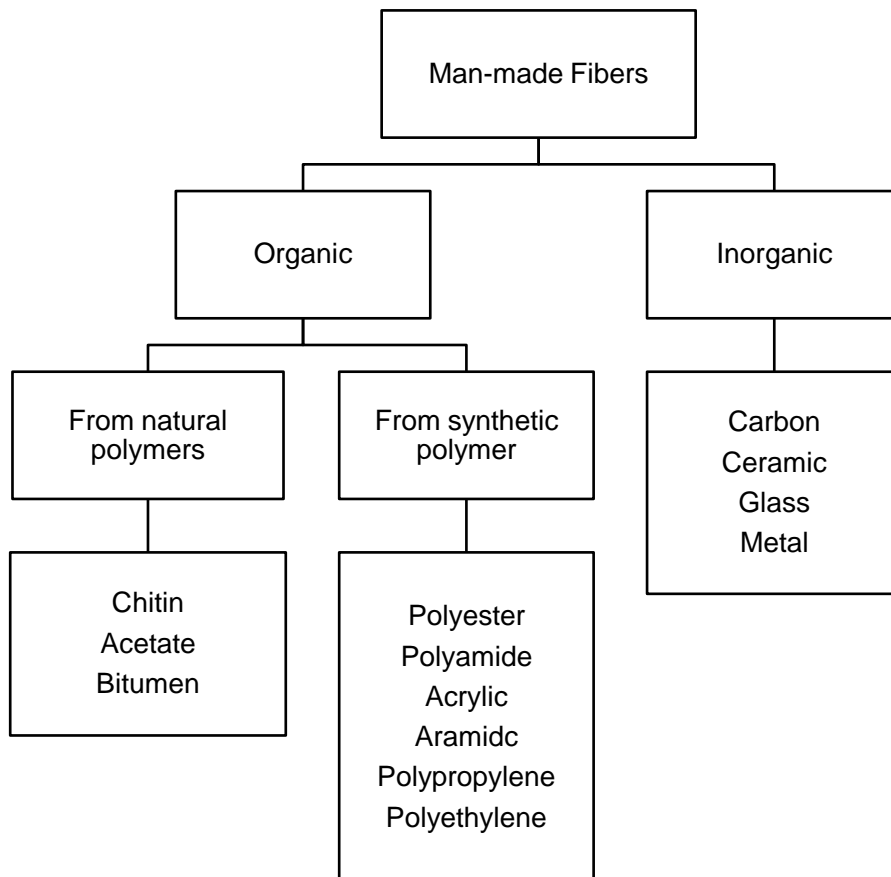 Man-made Fibers
Organic
Inorganic
From natural
polymers
From synthetic
polymer
Carbon
Ceramic
Glass
Metal
Chitin
Acetate
Bitumen
Polyester
Polyamide
Acrylic
Aramidc
Polypropylene
Polyethylene